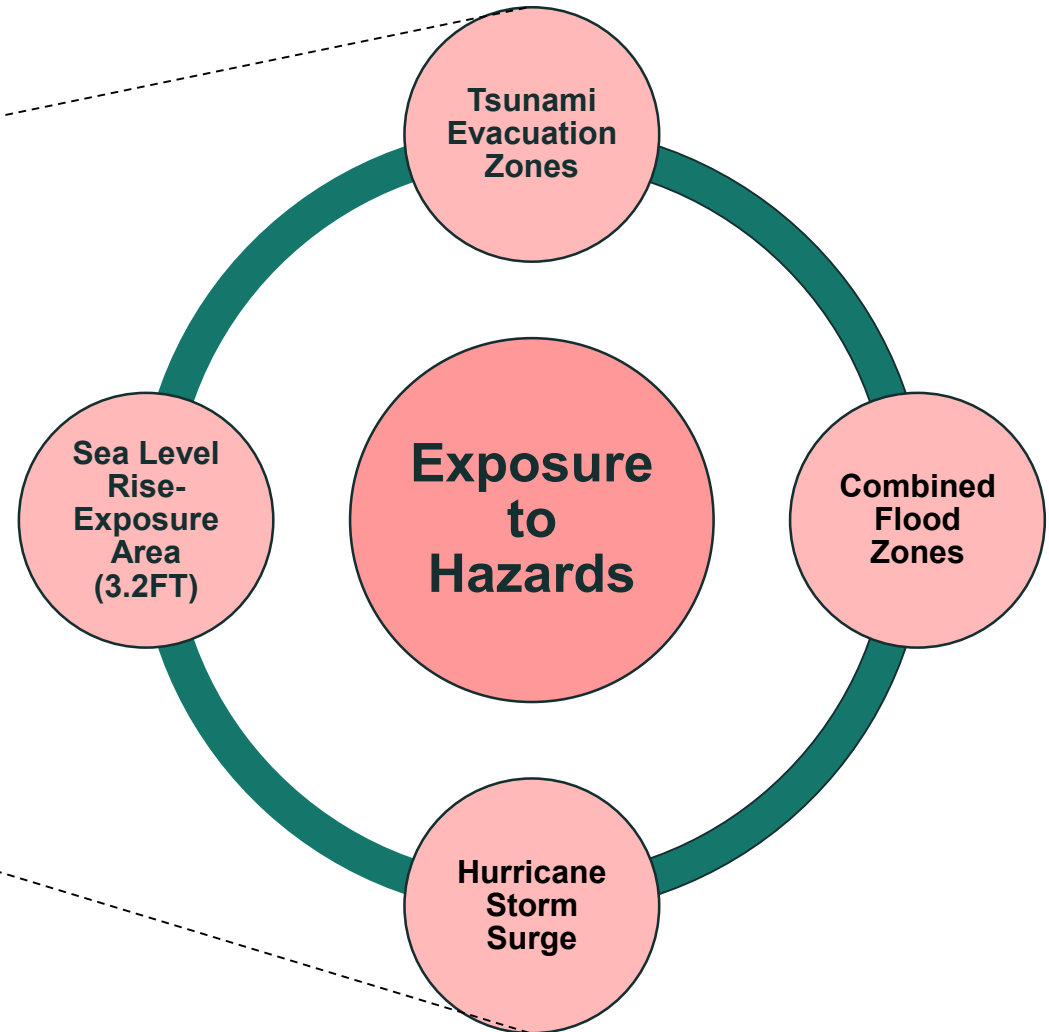 Tsunami
Evacuation
Zones
Sea Level
Rise-
Exposure
Area
(3.2FT)
Exposure
to
Hazards
Combined
Flood
Zones
Hurricane
Storm
Surge